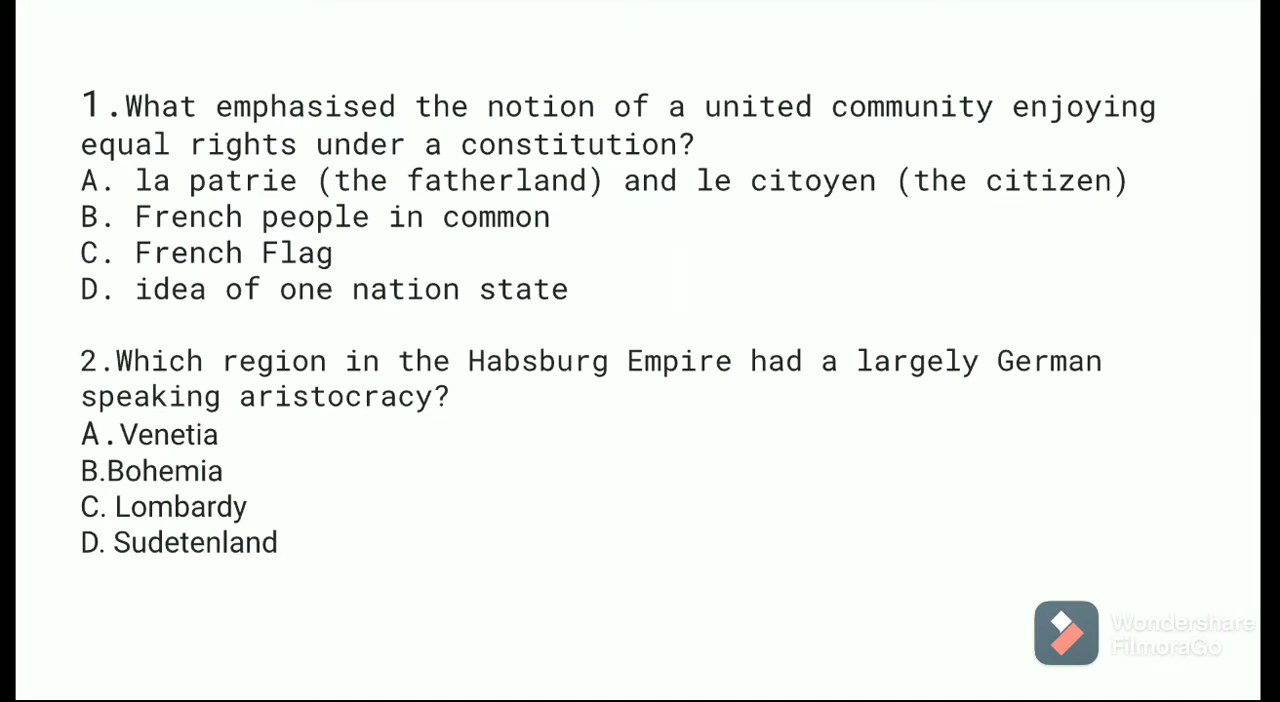 1.What emphasised the notion of a united community enjoying
equal rights under a constitution?
A. la patrie (the fatherland) and le citoyen (the citizen)
B. French people in common
C. French Flag
D. idea of one nation state
2.Which region in the Habsburg Empire had a largely German
speaking aristocracy?
A.Venetia
B.Bohemia
C. Lombardy
D. Sudetenland
Wondershare
FilmoraGo